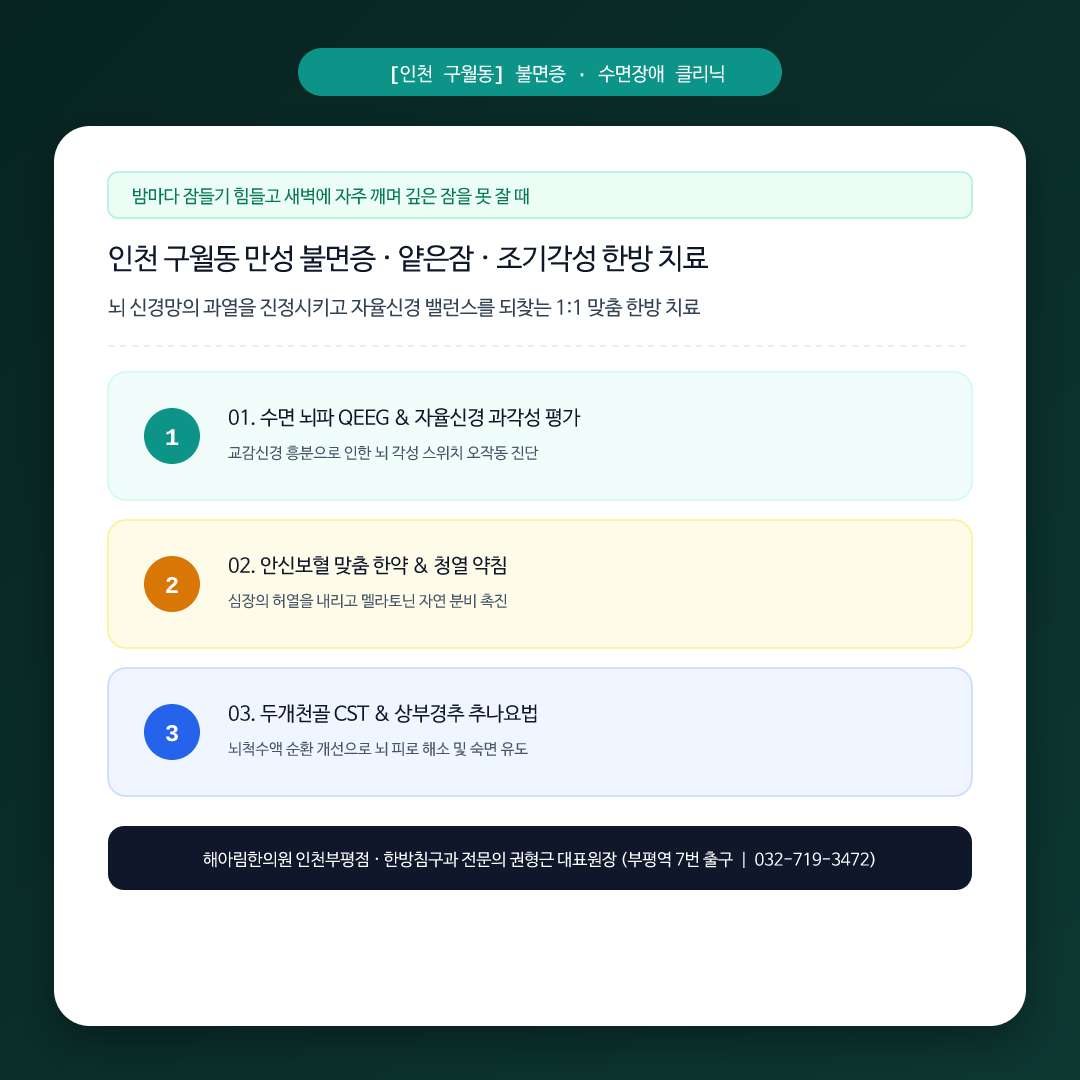 [인천 구월동] 불면증 · 수면장애 클리닉
밤마다 잠들기 힘들고 새벽에 자주 깨며 깊은 잠을 못 잘 때
인천 구월동 만성 불면증 · 얕은잠 · 조기각성 한방 치료
뇌 신경망의 과열을 진정시키고 자율신경 밸런스를 되찾는 1:1 맞춤 한방 치료
1
01. 수면 뇌파 QEEG & 자율신경 과각성 평가
교감신경 흥분으로 인한 뇌 각성 스위치 오작동 진단
2
02. 안신보혈 맞춤 한약 & 청열 약침
심장의 허열을 내리고 멜라토닌 자연 분비 촉진
3
03. 두개천골 CST & 상부경추 추나요법
뇌척수액 순환 개선으로 뇌 피로 해소 및 숙면 유도
해아림한의원 인천부평점 · 한방침구과 전문의 권형근 대표원장 (부평역 7번 출구 | 032-719-3472)